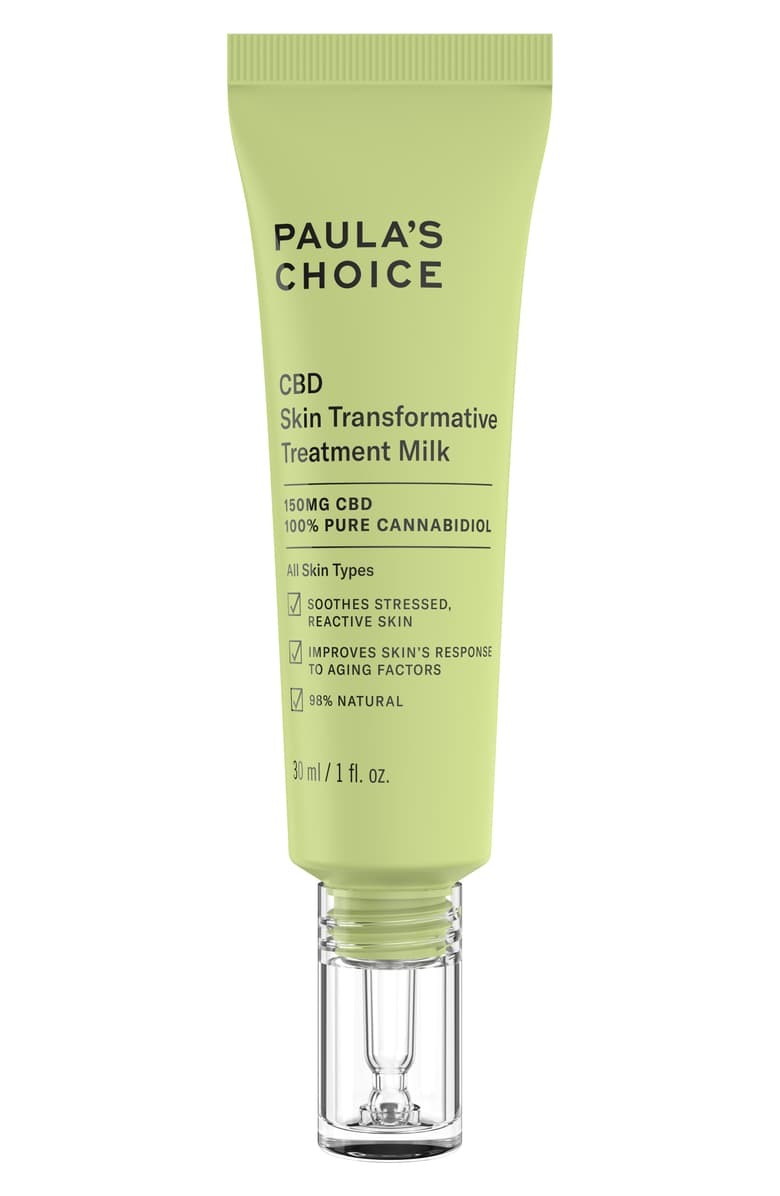 PAULA'S
CHOICE
CBD
Skin Transformative
Treatment Milk
150MG CBD
100% PURE CANNABIDIOL
All Skin Types
SOOTHES STRESSED,
REACTIVE SKIN
IMPROVES SKIN'S RESPONSE
TO AGING FACTORS
98% NATURAL
30 ml / 1 fl. oz.